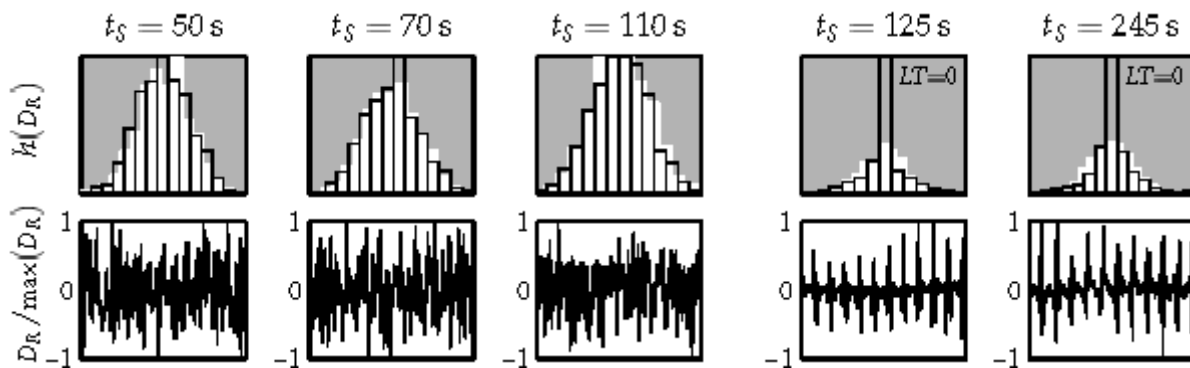 t_S = 50 s t_S = 70 s t_S = 110 s t_S = 125 s t_S = 245 s
h(D_R)
LT=0 LT=0
D_R/max(D_R)
1 1 1 1 1
0 0 0 0 0
−1 −1 −1 −1 −1